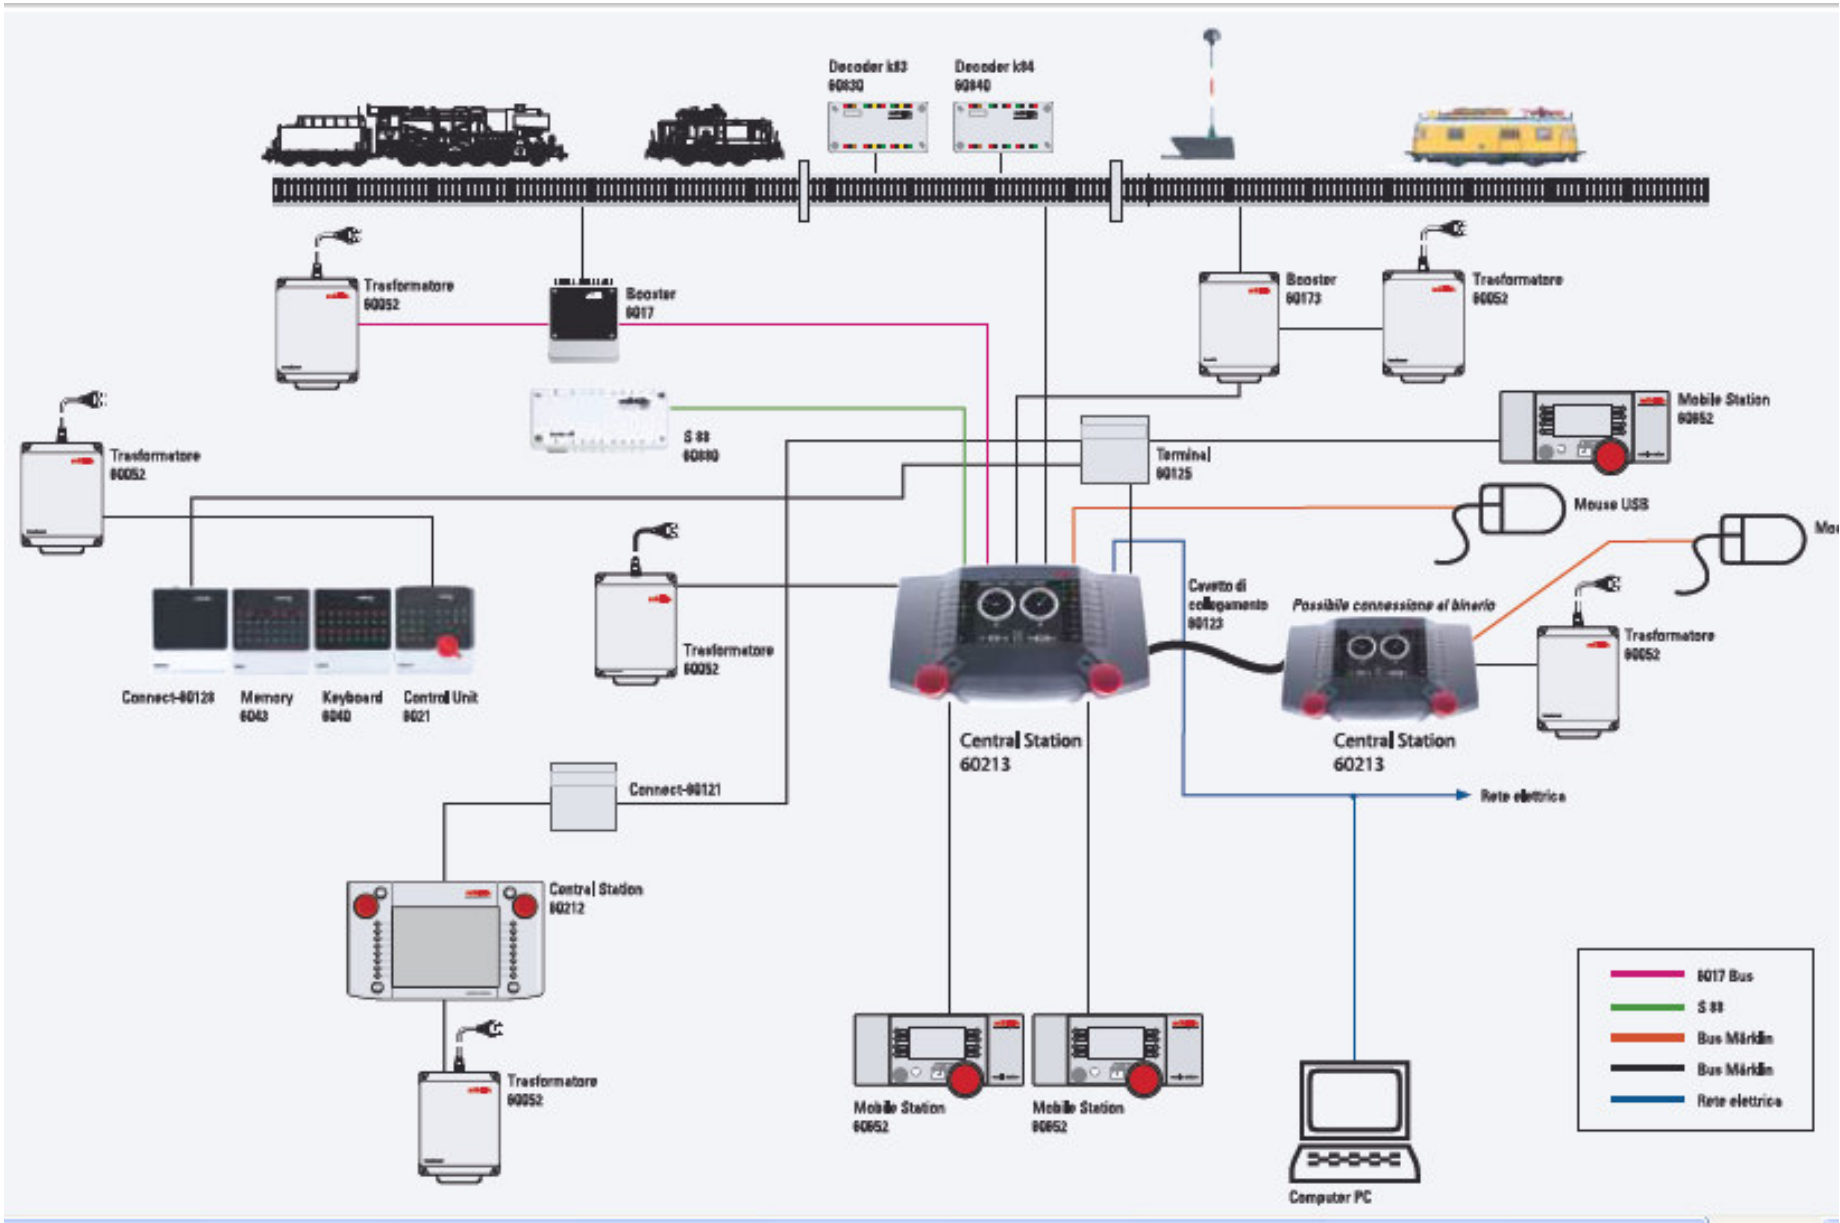 Decoder k83
60830
Decoder k84
60840
Trasformatore
60052
Booster
6017
Booster
60173
Trasformatore
60052
Mobile Station
60652
S 88
60880
Terminal
60125
Trasformatore
60052
Mouse USB
Mou
Cavetto di
collegamento
60123
Possibile connessione al binario
Trasformatore
60052
Trasformatore
60052
Connect-60128
Memory
6043
Keyboard
6040
Control Unit
6021
Central Station
60213
Central Station
60213
Connect-60121
Rete elettrica
Central Station
60212
6017 Bus
S 88
Bus Märklin
Bus Märklin
Rete elettrica
Trasformatore
60052
Mobile Station
60652
Mobile Station
60652
Computer PC